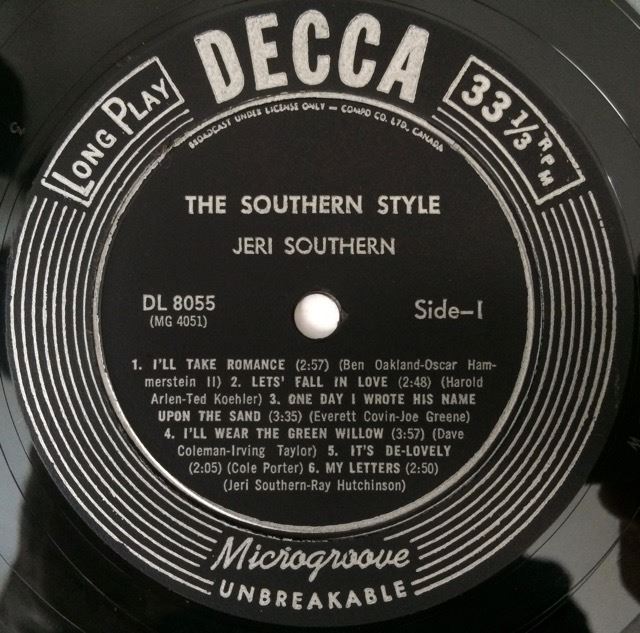 DECCA
LONG PLAY
33 1/3 RPM
BROADCAST UNDER LICENSE ONLY — COMPO CO. LTD. CANADA
THE SOUTHERN STYLE
JERI SOUTHERN
DL 8055
(MG 4051)
Side-I
1. I'LL TAKE ROMANCE (2:57) (Ben Oakland-Oscar Ham-
merstein II) 2. LETS' FALL IN LOVE (2:48) (Harold
Arlen-Ted Koehler) 3. ONE DAY I WROTE HIS NAME
UPON THE SAND (3:35) (Everett Covin-Joe Greene)
4. I'LL WEAR THE GREEN WILLOW (3:57) (Dave
Coleman-Irving Taylor) 5. IT'S DE-LOVELY
(2:05) (Cole Porter) 6. MY LETTERS (2:50)
(Jeri Southern-Ray Hutchinson)
Microgroove
UNBREAKABLE